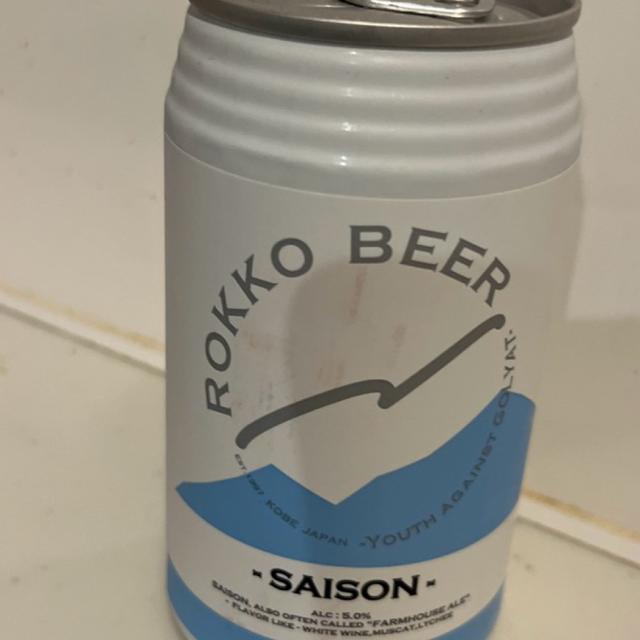 ROKKO BEER
EST 1997 KOBE JAPAN -YOUTH AGAINST GOLYAT-
- SAISON -
ALC : 5.0%
SAISON, ALSO OFTEN CALLED "FARMHOUSE ALE"
- FLAVOR LIKE - WHITE WINE,MUSCAT,LYCHEE